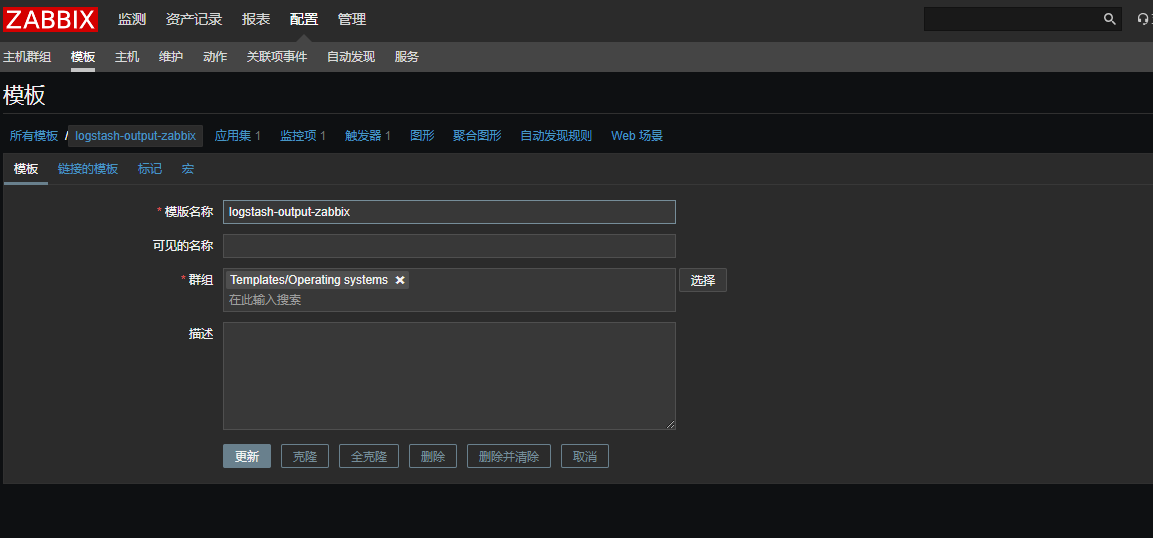 ZABBIX 监测 资产记录 报表 配置 管理
主机群组 模板 主机 维护 动作 关联项事件 自动发现 服务
模板
所有模板 / logstash-output-zabbix 应用集 1 监控项 1 触发器 1 图形 聚合图形 自动发现规则 Web 场景
模板 链接的模板 标记 宏
* 模版名称 logstash-output-zabbix
可见的名称
* 群组 Templates/Operating systems 选择
在此输入搜索
描述
更新 克隆 全克隆 删除 删除并清除 取消